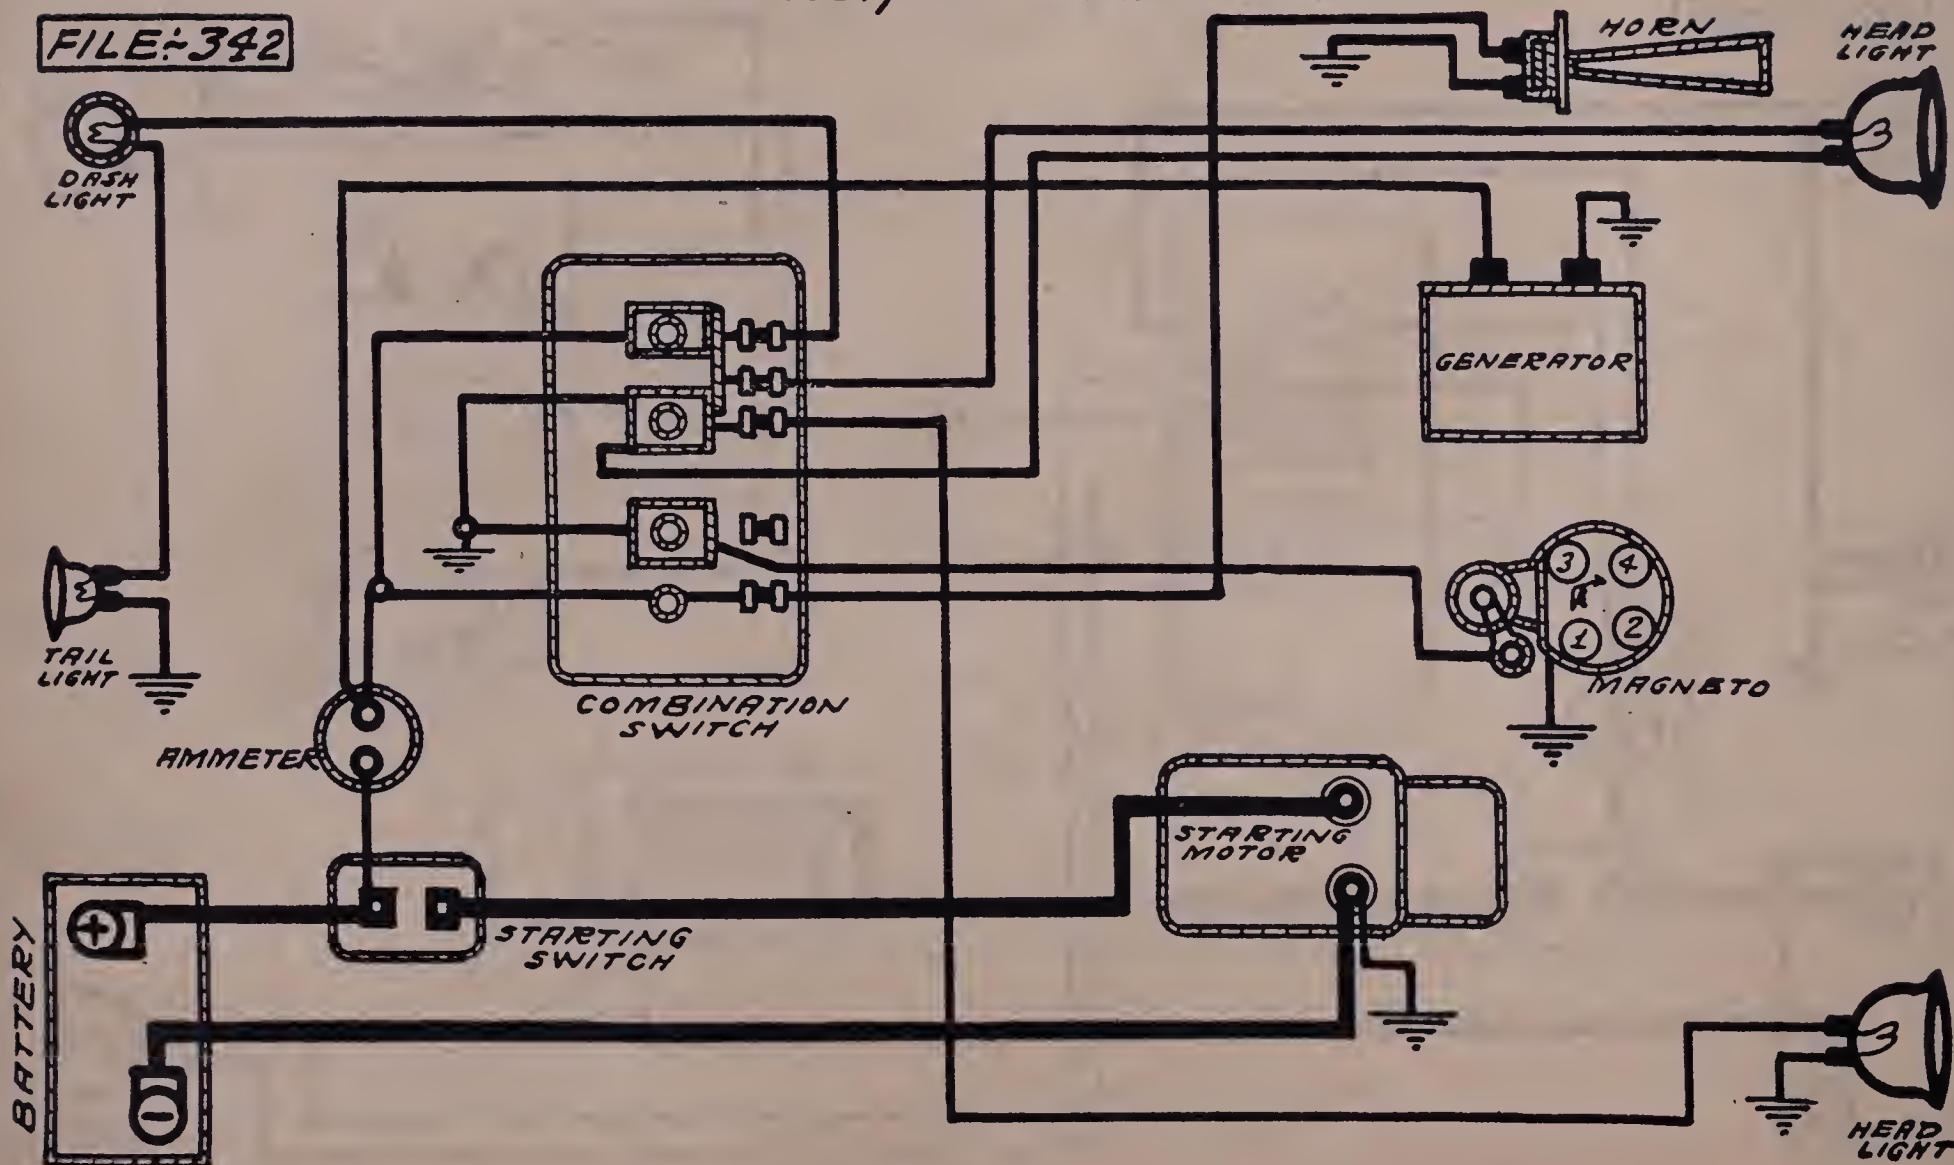 FILE:-342
HORN
HEAD
LIGHT
DASH
LIGHT
GENERATOR
3
4
R
1
2
TAIL
LIGHT
COMBINATION
SWITCH
MAGNETO
AMMETER
STARTING
MOTOR
BATTERY
+
STARTING
SWITCH
-
HEAD
LIGHT